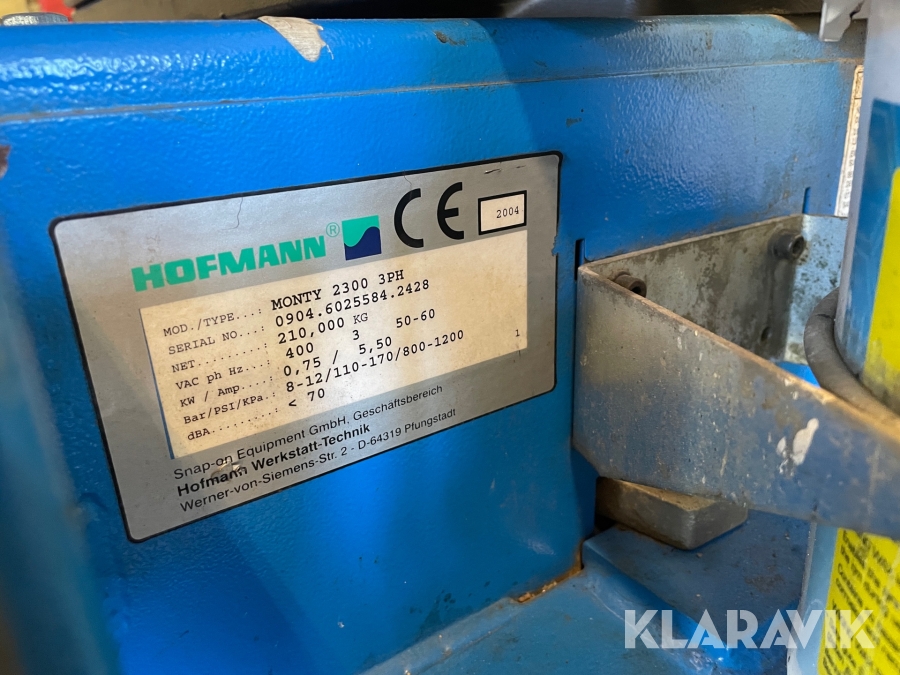 HOFMANN® CE 2004
MOD./TYPE...: MONTY 2300 3PH
SERIAL NO...: 0904.6025584.2428
NET.........: 210,000 KG
VAC ph Hz...: 400 3 50-60
KW / Amp....: 0,75 / 5,50
Bar/PSI/KPa.: 8-12/110-170/800-1200 1
dBA.........: < 70
Snap-on Equipment GmbH, Geschäftsbereich
Hofmann Werkstatt-Technik
Werner-von-Siemens-Str. 2 - D-64319 Pfungstadt
KLARAVIK